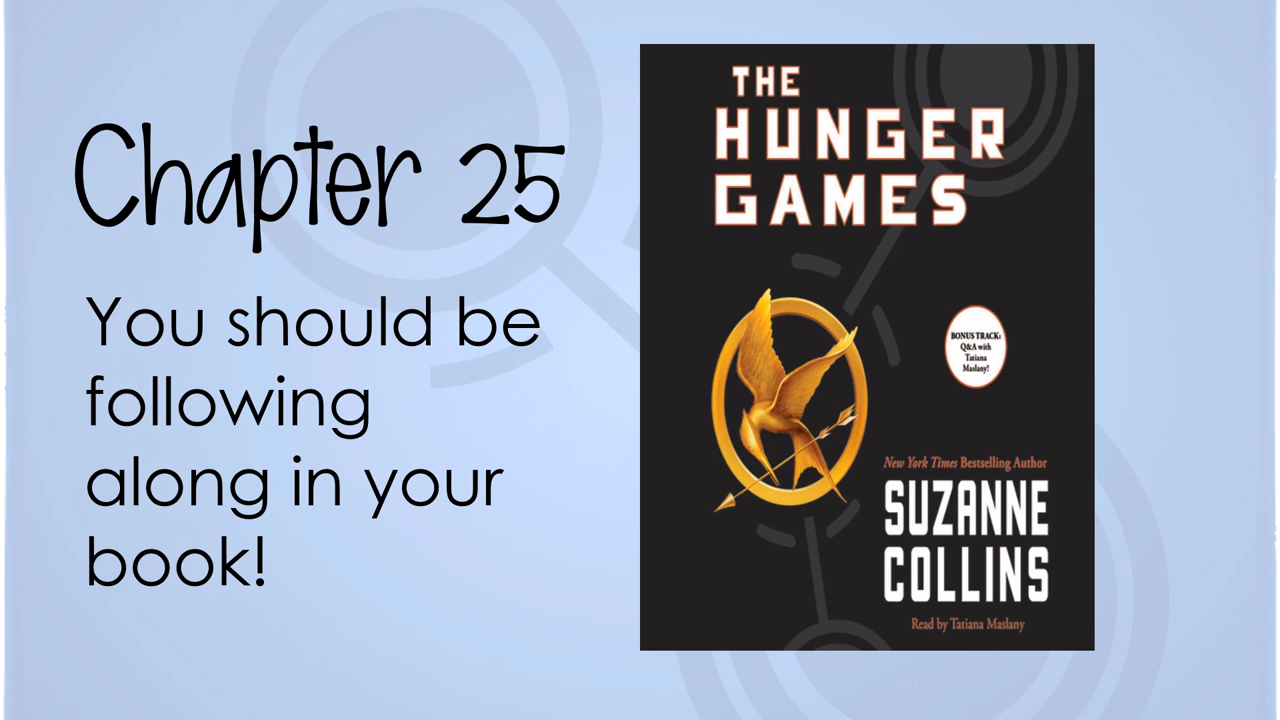 Chapter 25
You should be
following
along in your
book!
THE
HUNGER
GAMES
BONUS TRACK:
Q&A with
Tatiana
Maslany!
New York Times Bestselling Author
SUZANNE
COLLINS
Read by Tatiana Maslany